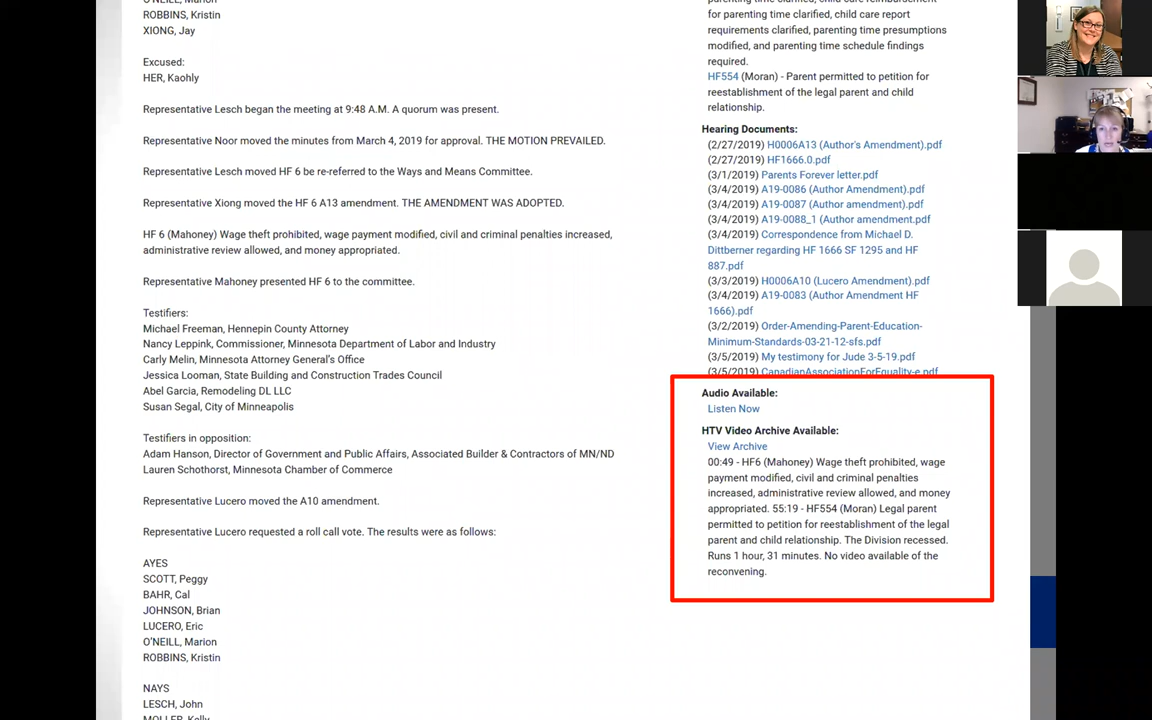 O'NEILL, Marion
ROBBINS, Kristin
XIONG, Jay
Excused:
HER, Kaohly
Representative Lesch began the meeting at 9:48 A.M. A quorum was present.
Representative Noor moved the minutes from March 4, 2019 for approval. THE MOTION PREVAILED.
Representative Lesch moved HF 6 be re-referred to the Ways and Means Committee.
Representative Xiong moved the HF 6 A13 amendment. THE AMENDMENT WAS ADOPTED.
HF 6 (Mahoney) Wage theft prohibited, wage payment modified, civil and criminal penalties increased,
administrative review allowed, and money appropriated.
Representative Mahoney presented HF 6 to the committee.
Testifiers:
Michael Freeman, Hennepin County Attorney
Nancy Leppink, Commissioner, Minnesota Department of Labor and Industry
Carly Melin, Minnesota Attorney General's Office
Jessica Looman, State Building and Construction Trades Council
Abel Garcia, Remodeling DL LLC
Susan Segal, City of Minneapolis
Testifiers in opposition:
Adam Hanson, Director of Government and Public Affairs, Associated Builder & Contractors of MN/ND
Lauren Schothorst, Minnesota Chamber of Commerce
Representative Lucero moved the A10 amendment.
Representative Lucero requested a roll call vote. The results were as follows:
AYES
SCOTT, Peggy
BAHR, Cal
JOHNSON, Brian
LUCERO, Eric
O'NEILL, Marion
ROBBINS, Kristin
NAYS
LESCH, John
MOLLER, Kelly
parenting time clarified, child care reimbursement
for parenting time clarified, child care report
requirements clarified, parenting time presumptions
modified, and parenting time schedule findings
required.
HF554 (Moran) - Parent permitted to petition for
reestablishment of the legal parent and child
relationship.
Hearing Documents:
(2/27/2019) H0006A13 (Author's Amendment).pdf
(2/27/2019) HF1666.0.pdf
(3/1/2019) Parents Forever letter.pdf
(3/4/2019) A19-0086 (Author Amendment).pdf
(3/4/2019) A19-0087 (Author amendment).pdf
(3/4/2019) A19-0088_1 (Author amendment.pdf
(3/4/2019) Correspondence from Michael D.
Dittberner regarding HF 1666 SF 1295 and HF
887.pdf
(3/3/2019) H0006A10 (Lucero Amendment).pdf
(3/4/2019) A19-0083 (Author Amendment HF
1666).pdf
(3/2/2019) Order-Amending-Parent-Education-
Minimum-Standards-03-21-12-sfs.pdf
(3/5/2019) My testimony for Jude 3-5-19.pdf
(3/5/2019) CanadianAssociationForEquality-e.pdf
Audio Available:
Listen Now
HTV Video Archive Available:
View Archive
00:49 - HF6 (Mahoney) Wage theft prohibited, wage
payment modified, civil and criminal penalties
increased, administrative review allowed, and money
appropriated. 55:19 - HF554 (Moran) Legal parent
permitted to petition for reestablishment of the legal
parent and child relationship. The Division recessed.
Runs 1 hour, 31 minutes. No video available of the
reconvening.